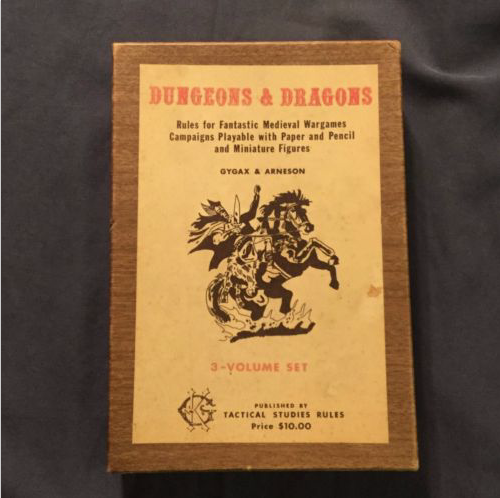 DUNGEONS & DRAGONS
Rules for Fantastic Medieval Wargames
Campaigns Playable with Paper and Pencil
and Miniature Figures
GYGAX & ARNESON
3-VOLUME SET
GK
PUBLISHED BY
TACTICAL STUDIES RULES
Price $10.00